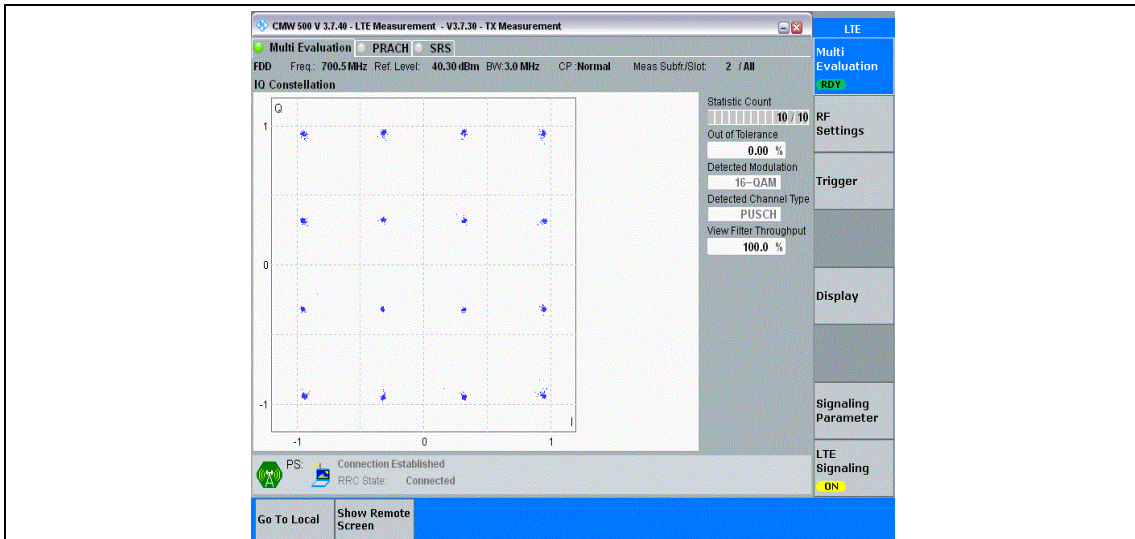 CMW 500 V 3.7.40 - LTE Measurement - V3.7.30 - TX Measurement
LTE
Multi Evaluation PRACH SRS
FDD Freq.: 700.5 MHz Ref. Level: 40.30 dBm BW: 3.0 MHz CP :Normal Meas Subfr./Slot: 2 / All
IQ Constellation
Q
1
0
-1
I
-1 0 1
Statistic Count
10 / 10
Out of Tolerance
0.00 %
Detected Modulation
16-QAM
Detected Channel Type
PUSCH
View Filter Throughput
100.0 %
Multi
Evaluation
RDY
RF
Settings
Trigger
Display
Signaling
Parameter
LTE
Signaling
ON
PS: Connection Established
RRC State: Connected
Go To Local
Show Remote
Screen